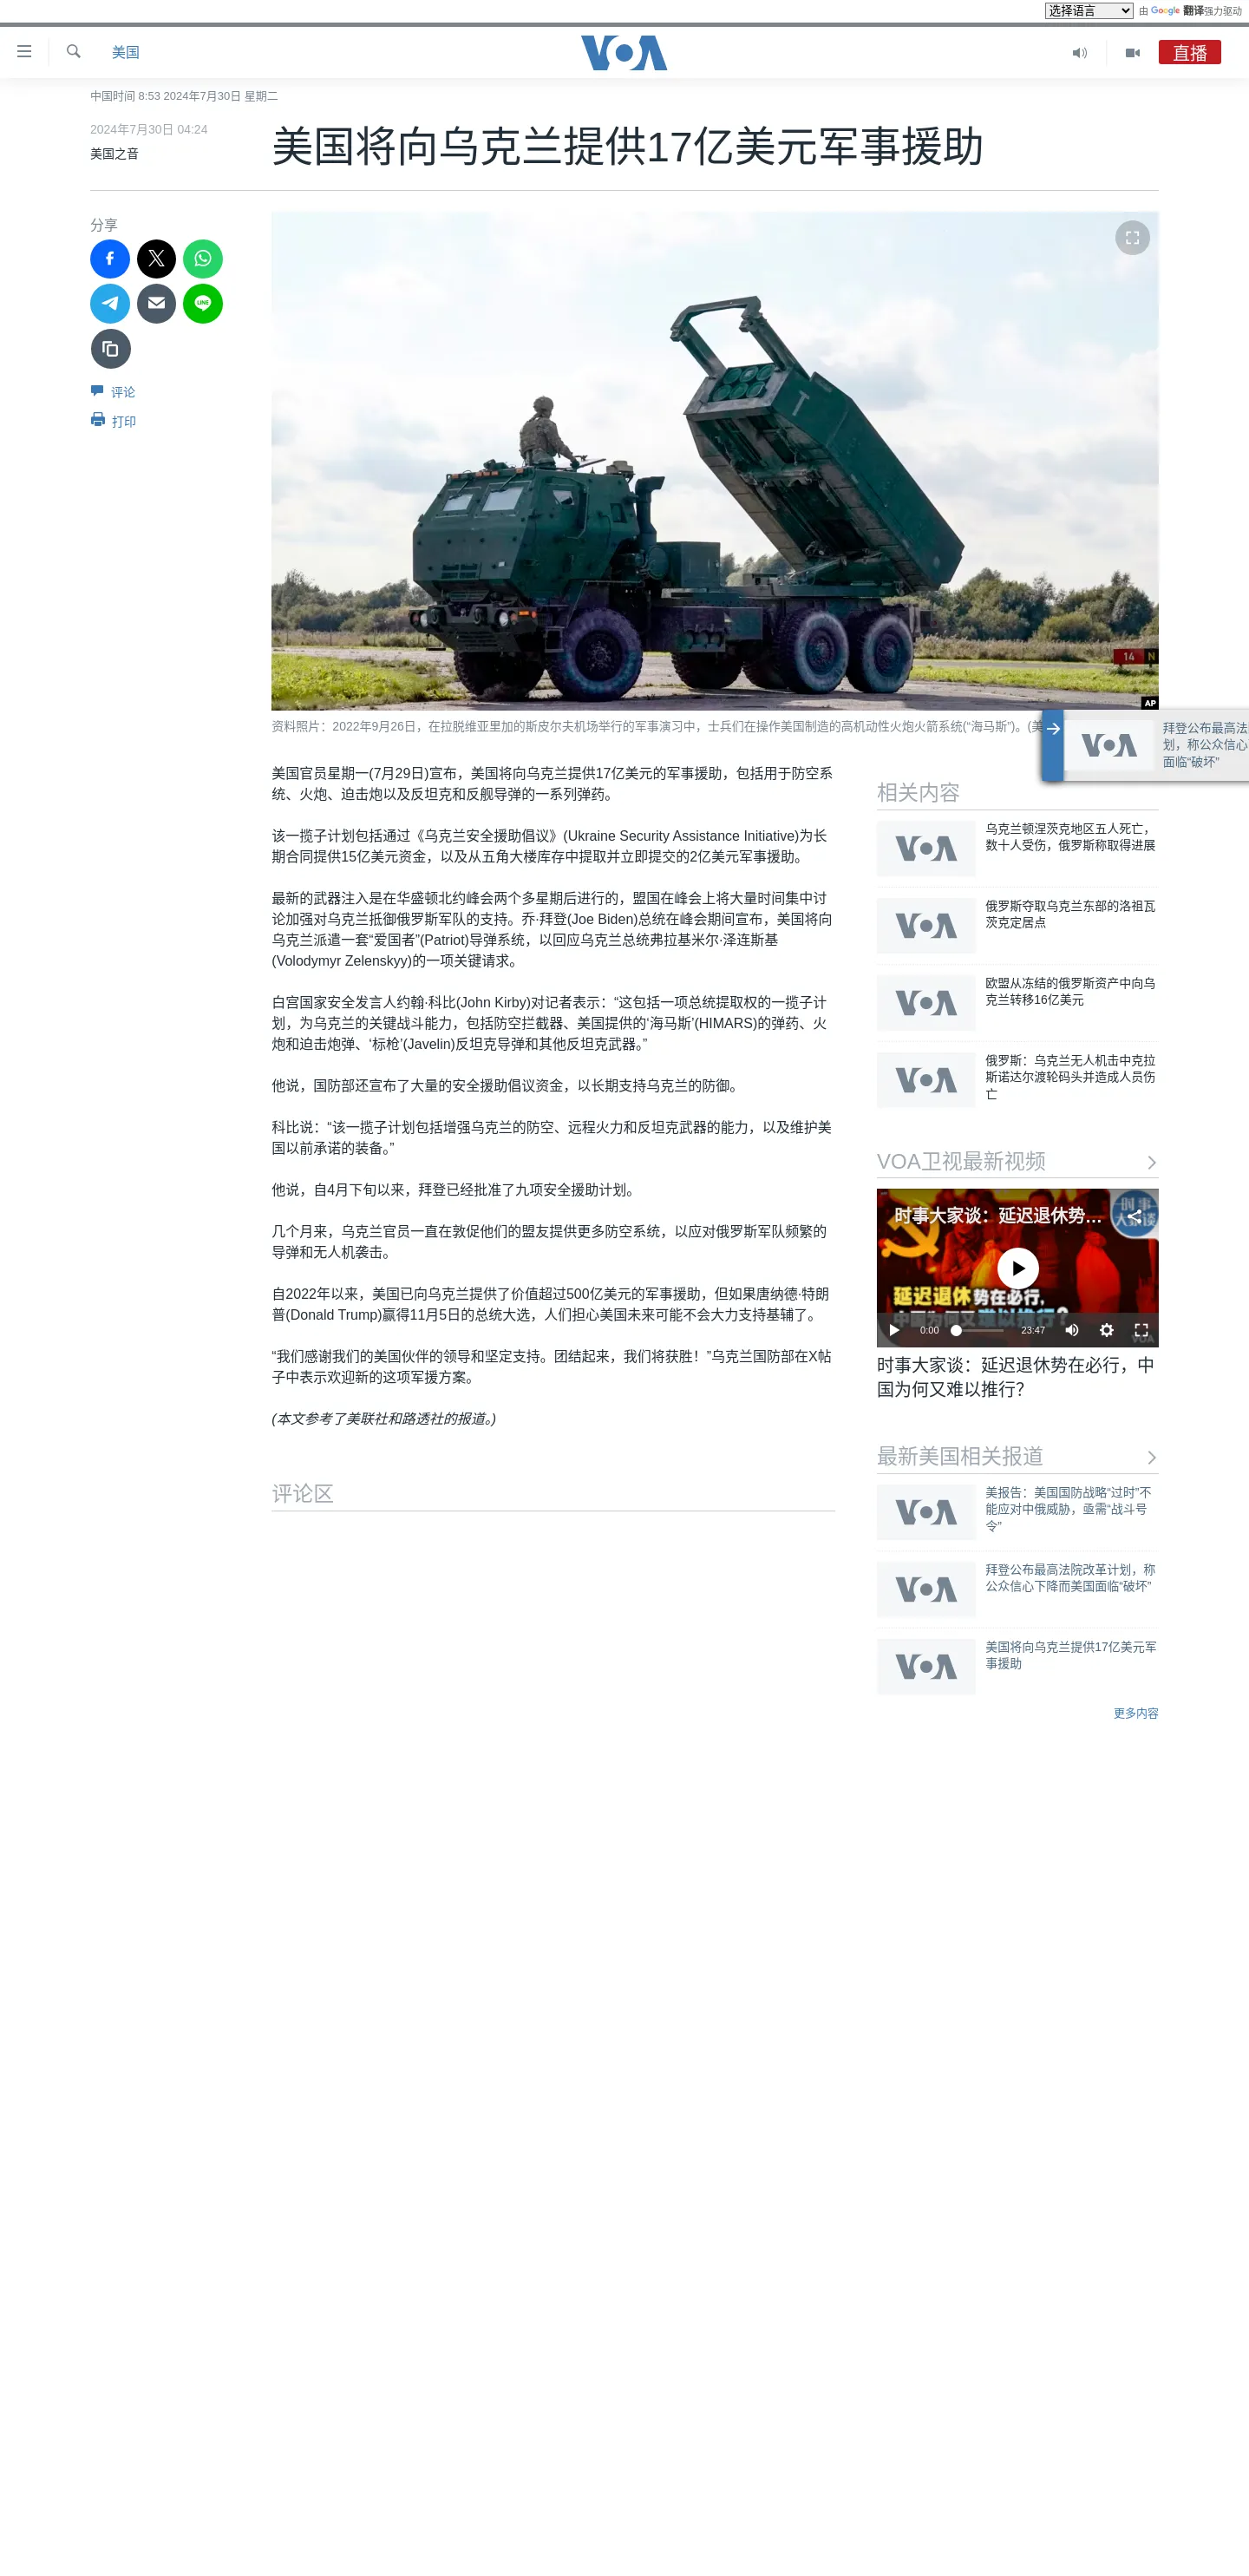 选择语言
由 Google 翻译强力驱动
美国
VOA
直播
中国时间 8:53 2024年7月30日 星期二
2024年7月30日 04:24
美国之音
美国将向乌克兰提供17亿美元军事援助
分享
评论
打印
T
14 N
AP
资料照片：2022年9月26日，在拉脱维亚里加的斯皮尔夫机场举行的军事演习中，士兵们在操作美国制造的高机动性火炮火箭系统(“海马斯”)。(美
VOA
拜登公布最高法
划，称公众信心
面临“破坏”
美国官员星期一(7月29日)宣布，美国将向乌克兰提供17亿美元的军事援助，包括用于防空系
统、火炮、迫击炮以及反坦克和反舰导弹的一系列弹药。
该一揽子计划包括通过《乌克兰安全援助倡议》(Ukraine Security Assistance Initiative)为长
期合同提供15亿美元资金，以及从五角大楼库存中提取并立即提交的2亿美元军事援助。
最新的武器注入是在华盛顿北约峰会两个多星期后进行的，盟国在峰会上将大量时间集中讨
论加强对乌克兰抵御俄罗斯军队的支持。乔·拜登(Joe Biden)总统在峰会期间宣布，美国将向
乌克兰派遣一套“爱国者”(Patriot)导弹系统，以回应乌克兰总统弗拉基米尔·泽连斯基
(Volodymyr Zelenskyy)的一项关键请求。
白宫国家安全发言人约翰·科比(John Kirby)对记者表示：“这包括一项总统提取权的一揽子计
划，为乌克兰的关键战斗能力，包括防空拦截器、美国提供的‘海马斯’(HIMARS)的弹药、火
炮和迫击炮弹、‘标枪’(Javelin)反坦克导弹和其他反坦克武器。”
他说，国防部还宣布了大量的安全援助倡议资金，以长期支持乌克兰的防御。
科比说：“该一揽子计划包括增强乌克兰的防空、远程火力和反坦克武器的能力，以及维护美
国以前承诺的装备。”
他说，自4月下旬以来，拜登已经批准了九项安全援助计划。
几个月来，乌克兰官员一直在敦促他们的盟友提供更多防空系统，以应对俄罗斯军队频繁的
导弹和无人机袭击。
自2022年以来，美国已向乌克兰提供了价值超过500亿美元的军事援助，但如果唐纳德·特朗
普(Donald Trump)赢得11月5日的总统大选，人们担心美国未来可能不会大力支持基辅了。
“我们感谢我们的美国伙伴的领导和坚定支持。团结起来，我们将获胜！”乌克兰国防部在X帖
子中表示欢迎新的这项军援方案。
(本文参考了美联社和路透社的报道。)
评论区
相关内容
VOA
乌克兰顿涅茨克地区五人死亡，
数十人受伤，俄罗斯称取得进展
VOA
俄罗斯夺取乌克兰东部的洛祖瓦
茨克定居点
VOA
欧盟从冻结的俄罗斯资产中向乌
克兰转移16亿美元
VOA
俄罗斯：乌克兰无人机击中克拉
斯诺达尔渡轮码头并造成人员伤
亡
VOA卫视最新视频
时事大家谈：延迟退休势...
时事
大家谈
延迟退休势在必行，
中国为何又难以推行？
0:00
23:47
VOA
时事大家谈：延迟退休势在必行，中
国为何又难以推行？
最新美国相关报道
VOA
美报告：美国国防战略“过时”不
能应对中俄威胁，亟需“战斗号
令”
VOA
拜登公布最高法院改革计划，称
公众信心下降而美国面临“破坏”
VOA
美国将向乌克兰提供17亿美元军
事援助
更多内容